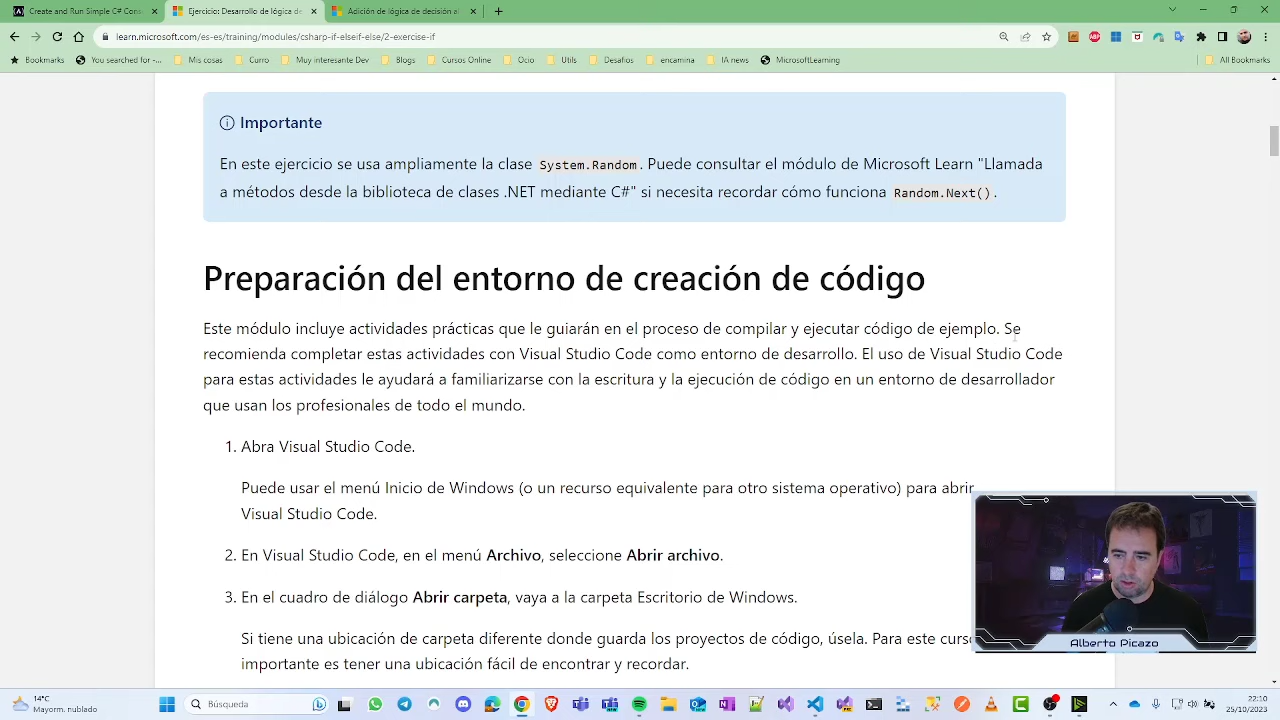 Create and Run Simple C# Cons
Ejercicio: Desarrollo de lógica de
Adición de lógica de decisión al
learn.microsoft.com/es-es/training/modules/csharp-if-elseif-else/2-exercise-if
Bookmarks
You searched for -...
Mis cosas
Curro
Muy interesante Dev
Blogs
Cursos Online
Ocio
Utils
Desafios
encamina
IA news
MicrosoftLearning
All Bookmarks
Importante
En este ejercicio se usa ampliamente la clase System.Random. Puede consultar el módulo de Microsoft Learn "Llamada
a métodos desde la biblioteca de clases .NET mediante C#" si necesita recordar cómo funciona Random.Next().
Preparación del entorno de creación de código
Este módulo incluye actividades prácticas que le guiarán en el proceso de compilar y ejecutar código de ejemplo. Se
recomienda completar estas actividades con Visual Studio Code como entorno de desarrollo. El uso de Visual Studio Code
para estas actividades le ayudará a familiarizarse con la escritura y la ejecución de código en un entorno de desarrollador
que usan los profesionales de todo el mundo.
1. Abra Visual Studio Code.
Puede usar el menú Inicio de Windows (o un recurso equivalente para otro sistema operativo) para abrir
Visual Studio Code.
2. En Visual Studio Code, en el menú Archivo, seleccione Abrir archivo.
3. En el cuadro de diálogo Abrir carpeta, vaya a la carpeta Escritorio de Windows.
Si tiene una ubicación de carpeta diferente donde guarda los proyectos de código, úsela. Para este curso
importante es tener una ubicación fácil de encontrar y recordar.
Alberto Picazo
14°C
Mayorm. nublado
Búsqueda
22:10
25/10/2023